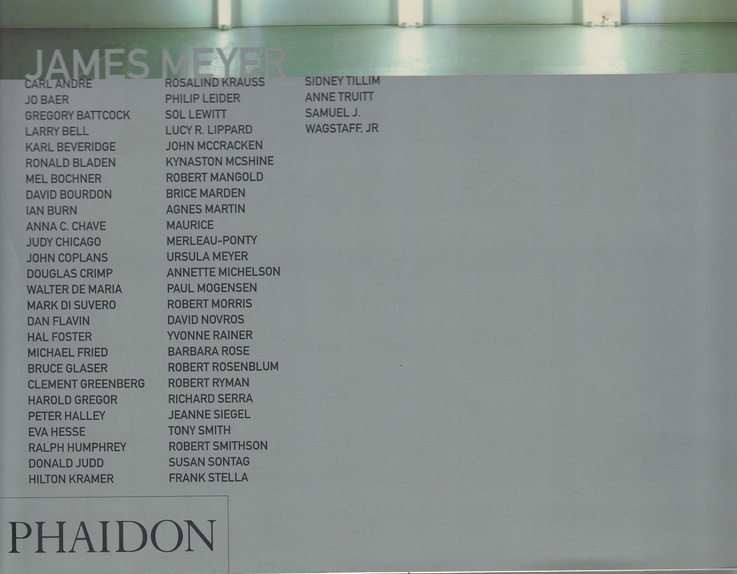 JAMES MEYER
CARL ANDRE
JO BAER
GREGORY BATTCOCK
LARRY BELL
KARL BEVERIDGE
RONALD BLADEN
MEL BOCHNER
DAVID BOURDON
IAN BURN
ANNA C. CHAVE
JUDY CHICAGO
JOHN COPLANS
DOUGLAS CRIMP
WALTER DE MARIA
MARK DI SUVERO
DAN FLAVIN
HAL FOSTER
MICHAEL FRIED
BRUCE GLASER
CLEMENT GREENBERG
HAROLD GREGOR
PETER HALLEY
EVA HESSE
RALPH HUMPHREY
DONALD JUDD
HILTON KRAMER
ROSALIND KRAUSS
PHILIP LEIDER
SOL LEWITT
LUCY R. LIPPARD
JOHN MCCRACKEN
KYNASTON MCSHINE
ROBERT MANGOLD
BRICE MARDEN
AGNES MARTIN
MAURICE
MERLEAU-PONTY
URSULA MEYER
ANNETTE MICHELSON
PAUL MOGENSEN
ROBERT MORRIS
DAVID NOVROS
YVONNE RAINER
BARBARA ROSE
ROBERT ROSENBLUM
ROBERT RYMAN
RICHARD SERRA
JEANNE SIEGEL
TONY SMITH
ROBERT SMITHSON
SUSAN SONTAG
FRANK STELLA
SIDNEY TILLIM
ANNE TRUITT
SAMUEL J.
WAGSTAFF, JR
PHAIDON